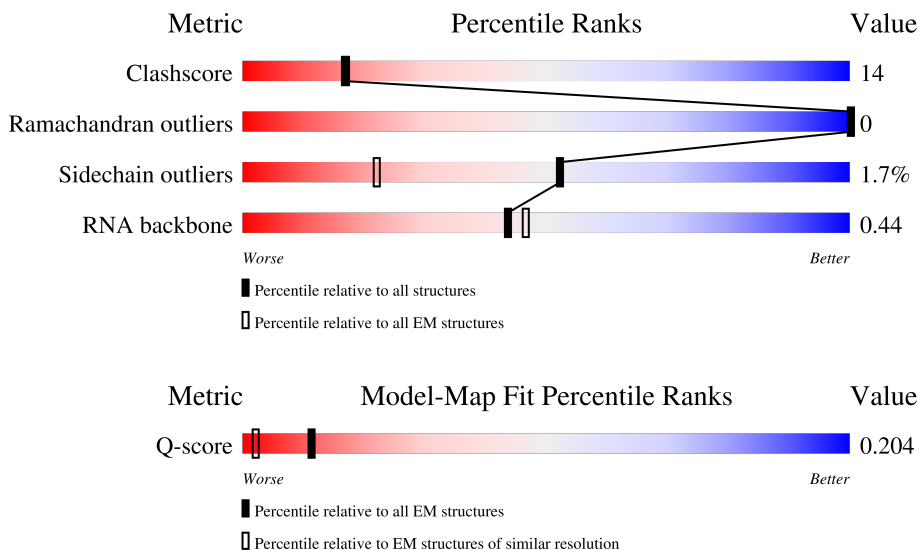 Metric Percentile Ranks Value
Clashscore 14
Ramachandran outliers 0
Sidechain outliers 1.7%
RNA backbone 0.44
Worse Better
Percentile relative to all structures
Percentile relative to all EM structures
Metric Model-Map Fit Percentile Ranks Value
Q-score 0.204
Worse Better
Percentile relative to all EM structures
Percentile relative to EM structures of similar resolution